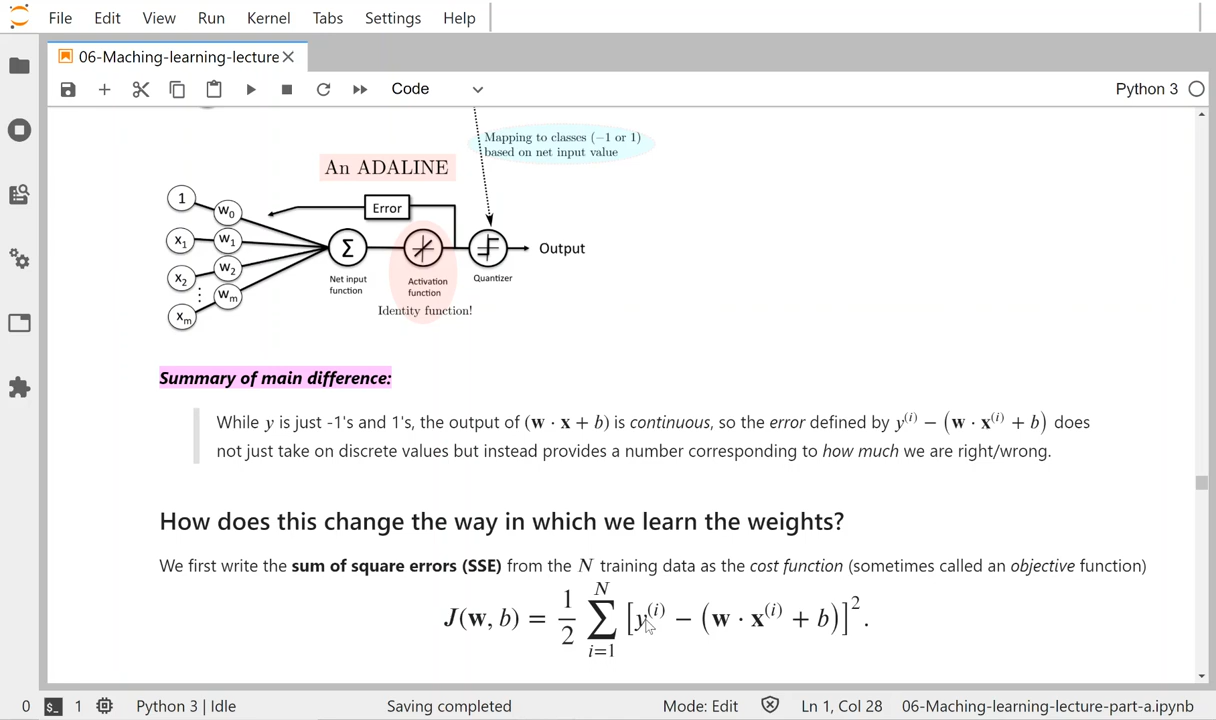 File Edit View Run Kernel Tabs Settings Help
06-Maching-learning-lecture
Code
Python 3
Mapping to classes (−1 or 1)
based on net input value
An ADALINE
1
Error
w0
x1 w1
Σ
Output
x2 w2
wm
xm
Net input
function
Activation
function
Quantizer
Identity function!
Summary of main difference:
While y is just -1's and 1's, the output of (w · x + b) is continuous, so the error defined by y^(i) − (w · x^(i) + b) does
not just take on discrete values but instead provides a number corresponding to how much we are right/wrong.
How does this change the way in which we learn the weights?
We first write the sum of square errors (SSE) from the N training data as the cost function (sometimes called an objective function)
J(w, b) = 1/2 ∑_{i=1}^{N} [y^(i) − (w · x^(i) + b)]^2.
0 1 Python 3 | Idle Saving completed Mode: Edit Ln 1, Col 28 06-Maching-learning-lecture-part-a.ipynb